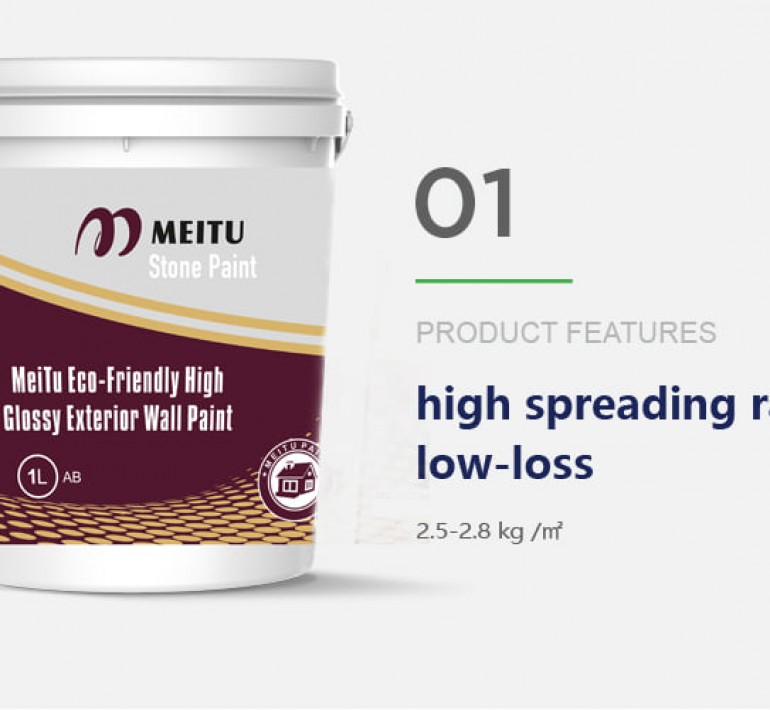 MEITU
Stone Paint
MeiTu Eco-Friendly High
Glossy Exterior Wall Paint
1L AB
MEITU
01
PRODUCT FEATURES
high spreading
low-loss
2.5-2.8 kg /㎡